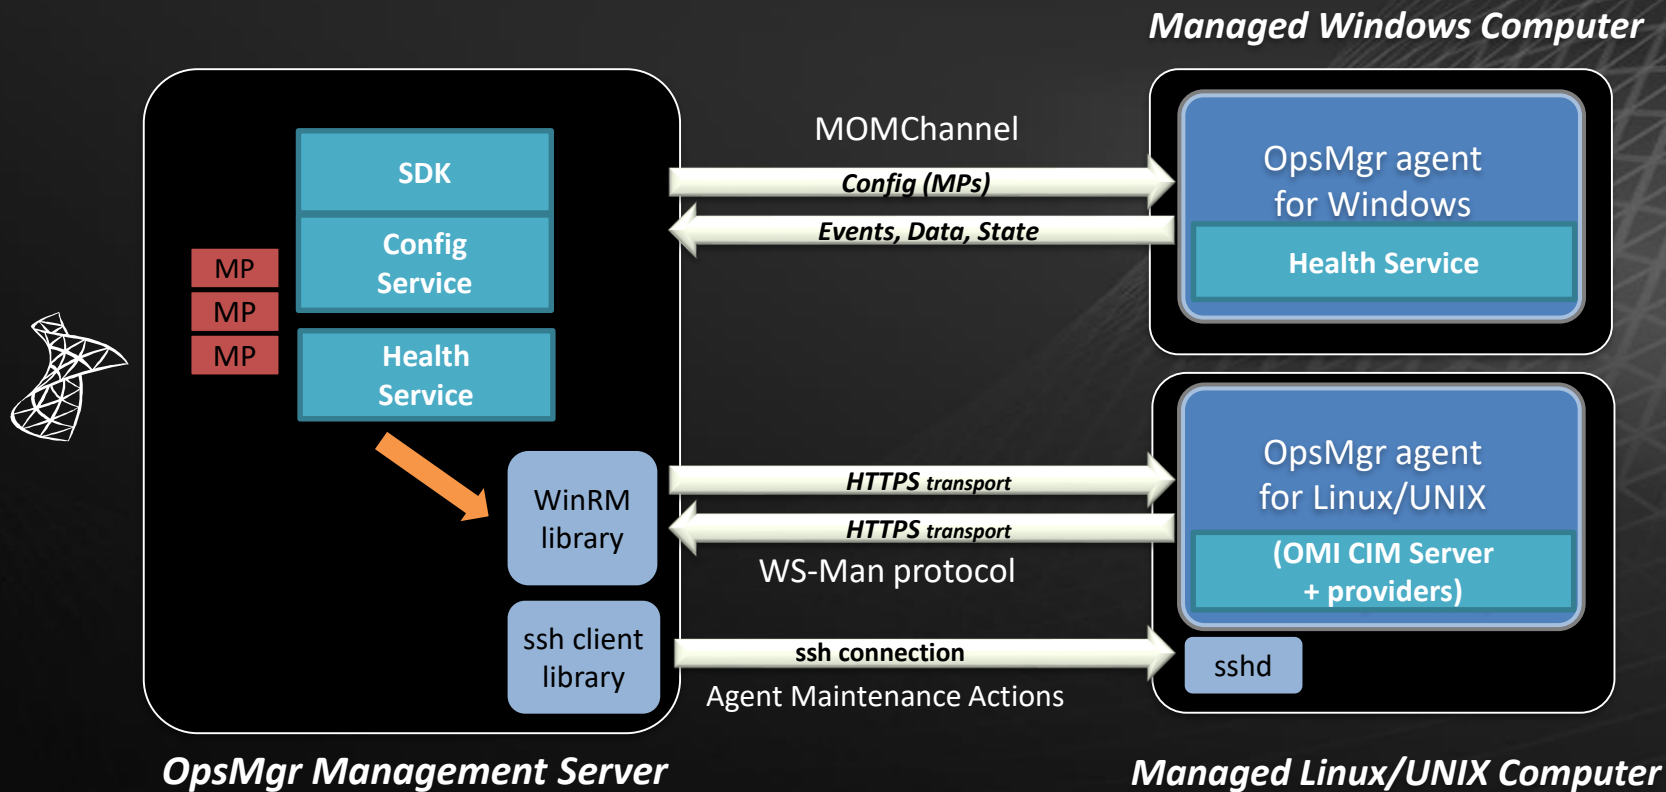 Managed Windows Computer
MOMChannel
Config (MPs)
Events, Data, State
OpsMgr agent
for Windows
Health Service
SDK
Config
Service
MP
MP
MP
Health
Service
WinRM
library
HTTPS transport
HTTPS transport
WS-Man protocol
OpsMgr agent
for Linux/UNIX
(OMI CIM Server
+ providers)
ssh client
library
ssh connection
Agent Maintenance Actions
sshd
OpsMgr Management Server
Managed Linux/UNIX Computer